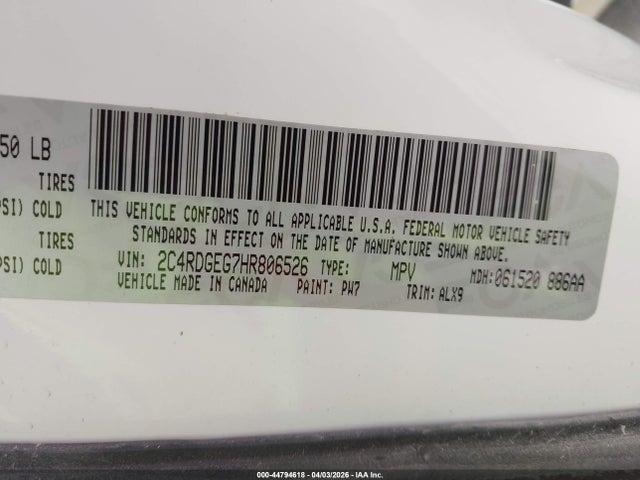 50 LB
TIRES
PSI) COLD
TIRES
PSI) COLD
THIS VEHICLE CONFORMS TO ALL APPLICABLE U.S.A. FEDERAL MOTOR VEHICLE SAFETY
STANDARDS IN EFFECT ON THE DATE OF MANUFACTURE SHOWN ABOVE.
VIN: 2C4RDGEG7HR806526 TYPE: MPV MDH:061520 886AA
VEHICLE MADE IN CANADA PAINT: PW7 TRIM: ALX9
000-44794618 - 04/03/2026 - © IAA Inc.